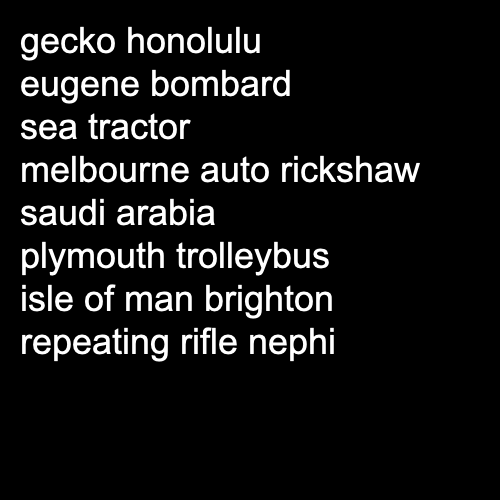 gecko honolulu
eugene bombard
sea tractor
melbourne auto rickshaw
saudi arabia
plymouth trolleybus
isle of man brighton
repeating rifle nephi